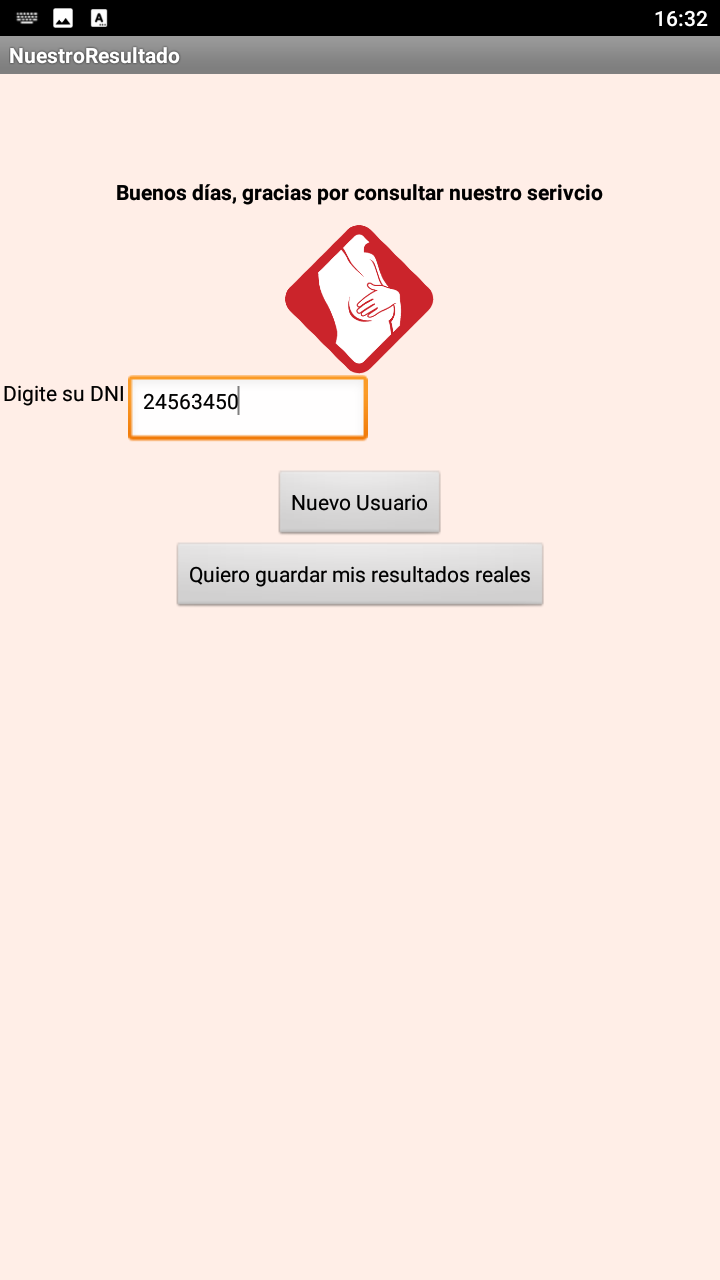 16:32
NuestroResultado
Buenos días, gracias por consultar nuestro serivcio
Digite su DNI
24563450
Nuevo Usuario
Quiero guardar mis resultados reales